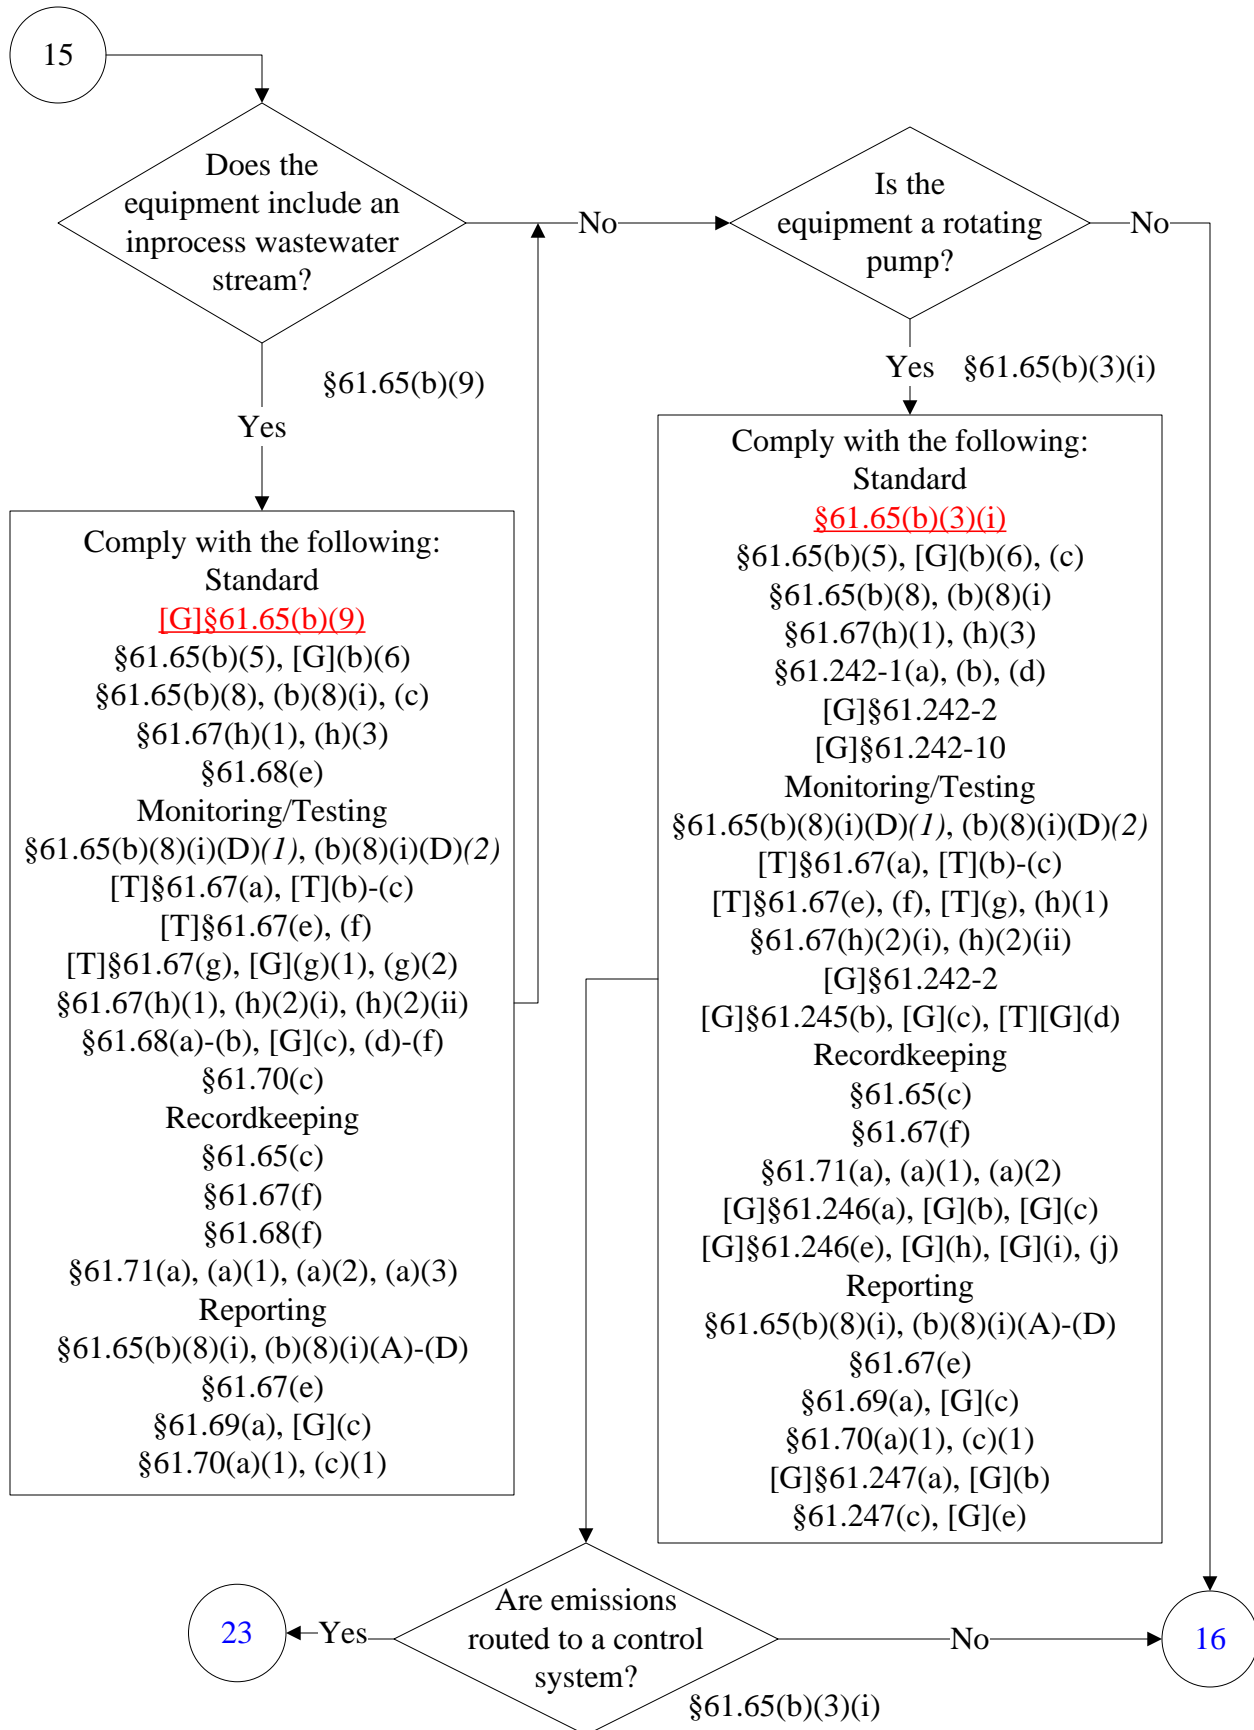 15
Does the
equipment include an
inprocess wastewater
stream?
No
Is the
equipment a rotating
pump?
No
§61.65(b)(9)
Yes
Yes
§61.65(b)(3)(i)
Comply with the following:
Standard
[G]§61.65(b)(9)
§61.65(b)(5), [G](b)(6)
§61.65(b)(8), (b)(8)(i), (c)
§61.67(h)(1), (h)(3)
§61.68(e)
Monitoring/Testing
§61.65(b)(8)(i)(D)(1), (b)(8)(i)(D)(2)
[T]§61.67(a), [T](b)-(c)
[T]§61.67(e), (f)
[T]§61.67(g), [G](g)(1), (g)(2)
§61.67(h)(1), (h)(2)(i), (h)(2)(ii)
§61.68(a)-(b), [G](c), (d)-(f)
§61.70(c)
Recordkeeping
§61.65(c)
§61.67(f)
§61.68(f)
§61.71(a), (a)(1), (a)(2), (a)(3)
Reporting
§61.65(b)(8)(i), (b)(8)(i)(A)-(D)
§61.67(e)
§61.69(a), [G](c)
§61.70(a)(1), (c)(1)
Comply with the following:
Standard
§61.65(b)(3)(i)
§61.65(b)(5), [G](b)(6), (c)
§61.65(b)(8), (b)(8)(i)
§61.67(h)(1), (h)(3)
§61.242-1(a), (b), (d)
[G]§61.242-2
[G]§61.242-10
Monitoring/Testing
§61.65(b)(8)(i)(D)(1), (b)(8)(i)(D)(2)
[T]§61.67(a), [T](b)-(c)
[T]§61.67(e), (f), [T](g), (h)(1)
§61.67(h)(2)(i), (h)(2)(ii)
[G]§61.242-2
[G]§61.245(b), [G](c), [T][G](d)
Recordkeeping
§61.65(c)
§61.67(f)
§61.71(a), (a)(1), (a)(2)
[G]§61.246(a), [G](b), [G](c)
[G]§61.246(e), [G](h), [G](i), (j)
Reporting
§61.65(b)(8)(i), (b)(8)(i)(A)-(D)
§61.67(e)
§61.69(a), [G](c)
§61.70(a)(1), (c)(1)
[G]§61.247(a), [G](b)
§61.247(c), [G](e)
23
Yes
Are emissions
routed to a control
system?
No
16
§61.65(b)(3)(i)